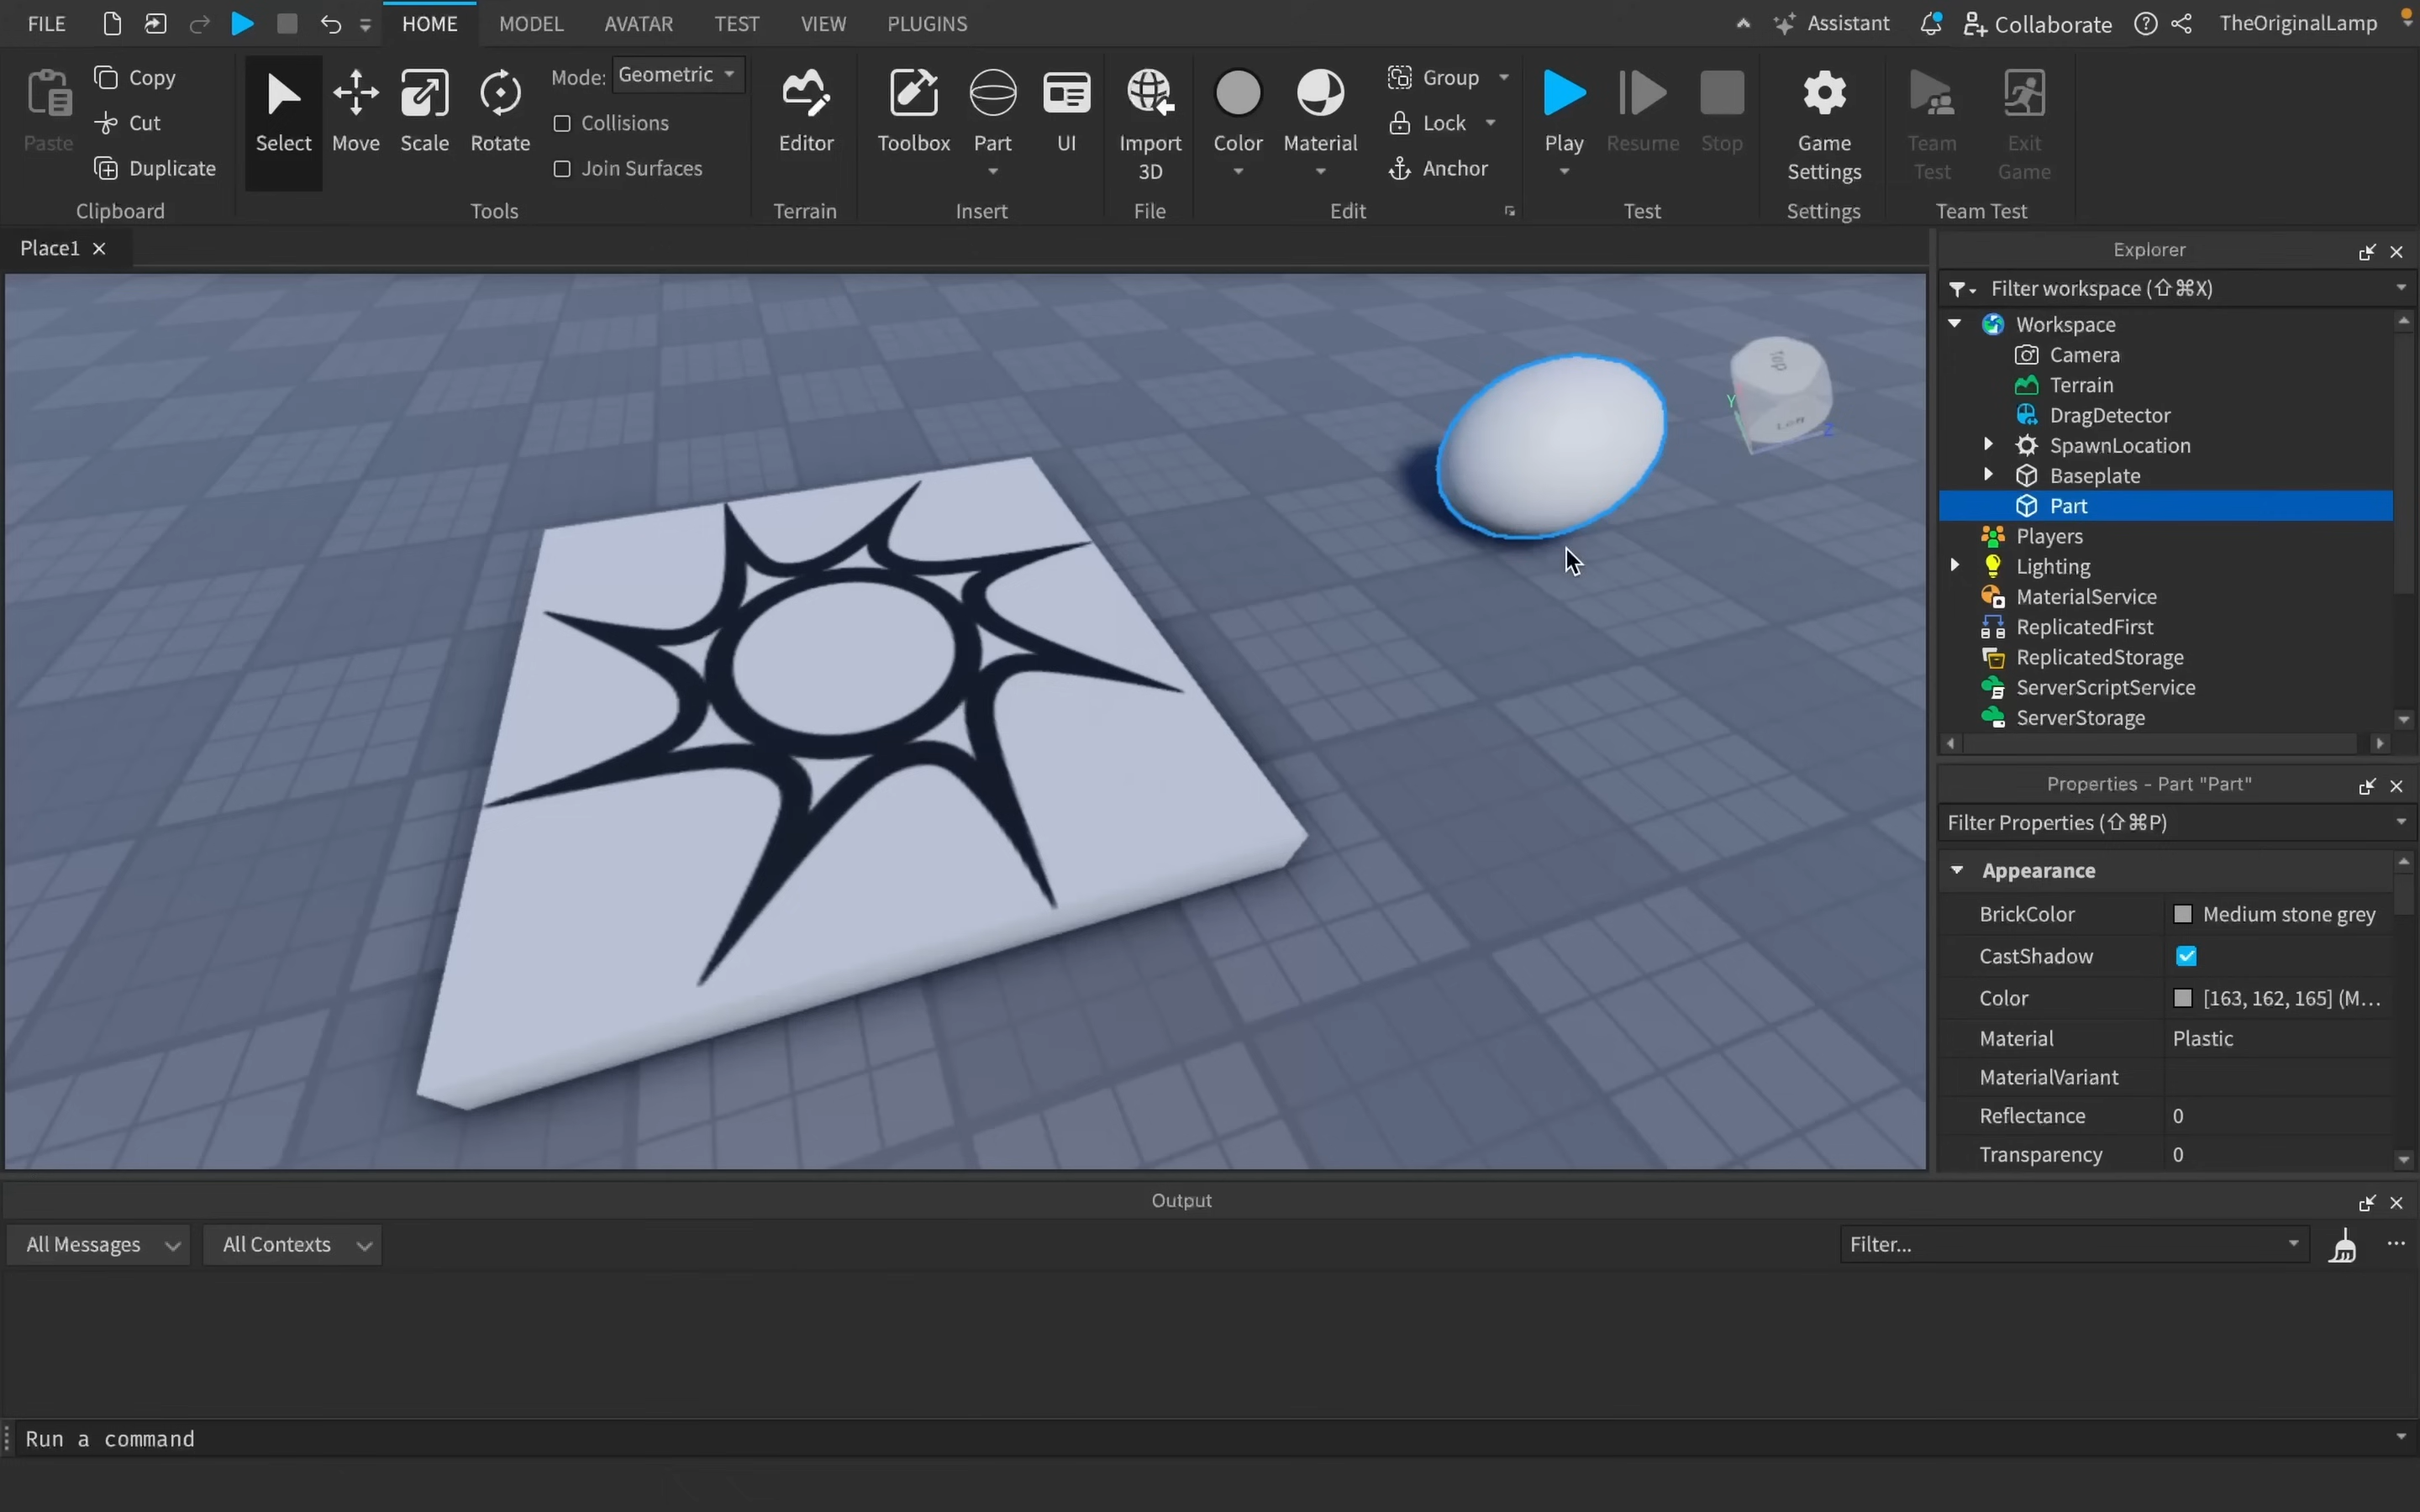 FILE HOME MODEL AVATAR TEST VIEW PLUGINS Assistant Collaborate TheOriginalLamp
Paste Copy Cut Duplicate
Clipboard
Select Move Scale Rotate
Mode: Geometric
Collisions
Join Surfaces
Tools
Editor
Terrain
Toolbox Part UI
Insert
Import
3D
File
Color Material
Group
Lock
Anchor
Edit
Play Resume Stop
Test
Game
Settings
Settings
Team
Test
Exit
Game
Team Test
Place1
Top
Left
Y
Z
Explorer
Filter workspace (⇧⌘X)
Workspace
Camera
Terrain
DragDetector
SpawnLocation
Baseplate
Part
Players
Lighting
MaterialService
ReplicatedFirst
ReplicatedStorage
ServerScriptService
ServerStorage
Properties - Part "Part"
Filter Properties (⇧⌘P)
Appearance
BrickColor Medium stone grey
CastShadow
Color [163, 162, 165] (M...
Material Plastic
MaterialVariant
Reflectance 0
Transparency 0
Output
All Messages All Contexts Filter...
Run a command